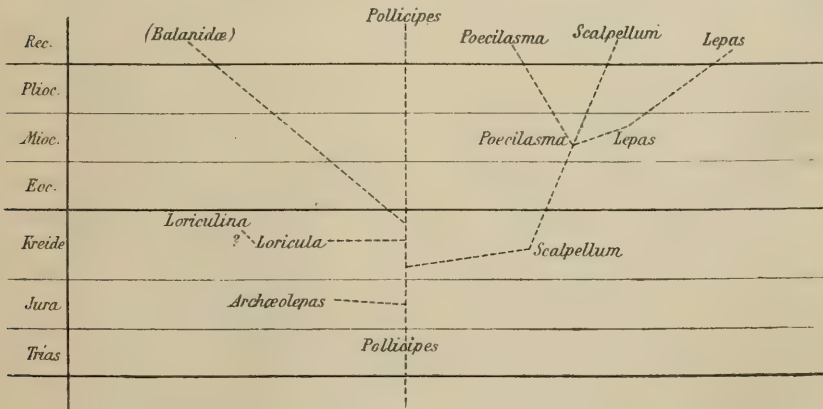 Pollicipes
Rec. (Balanidæ) Poecilasma Scalpellum Lepas
Plioc.
Mioc. Poecilasma Lepas
Eoc.
Loriculina
Kreide ? Loricula Scalpellum
Jura Archæolepas
Trias Pollicipes